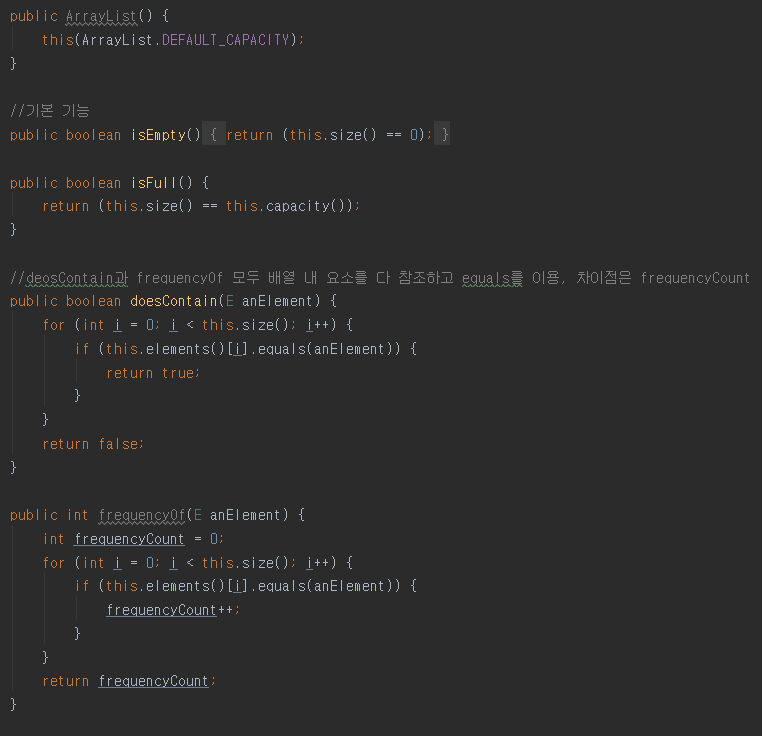 public ArrayList() {
this(ArrayList.DEFAULT_CAPACITY);
}
//기본 기능
public boolean isEmpty() { return (this.size() == 0); }
public boolean isFull() {
return (this.size() == this.capacity());
}
//deosContain과 frequencyOf 모두 배열 내 요소를 다 참조하고 equals를 이용, 차이점은 frequencyCount
public boolean doesContain(E anElement) {
for (int i = 0; i < this.size(); i++) {
if (this.elements()[i].equals(anElement)) {
return true;
}
}
return false;
}
public int frequencyOf(E anElement) {
int frequencyCount = 0;
for (int i = 0; i < this.size(); i++) {
if (this.elements()[i].equals(anElement)) {
frequencyCount++;
}
}
return frequencyCount;
}